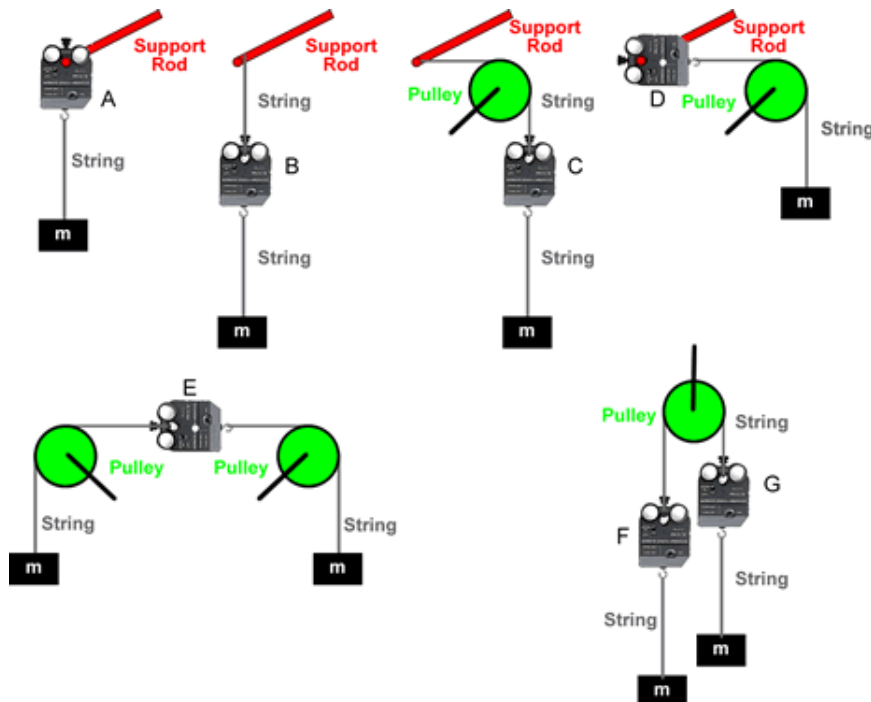 Support
Rod
A
String
m
Support
Rod
String
B
String
m
Support
Rod
Pulley
String
C
String
m
D
Support
Rod
Pulley
String
m
E
Pulley
Pulley
String
String
m
m
Pulley
String
G
F
String
String
m
m